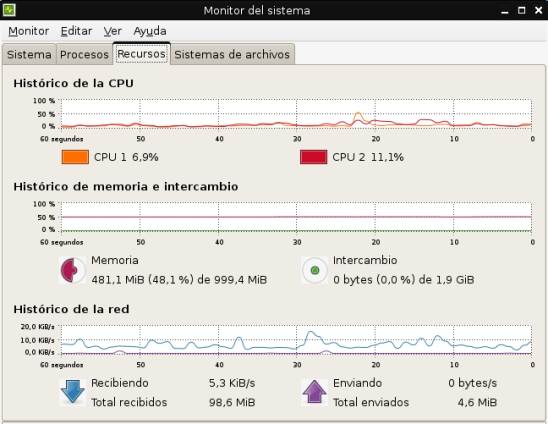 Monitor del sistema
Monitor Editar Ver Ayuda
Sistema Procesos Recursos Sistemas de archivos
Histórico de la CPU
100 %
50 %
0 %
60 segundos 50 40 30 20 10 0
CPU 1 6,9% CPU 2 11,1%
Histórico de memoria e intercambio
100 %
50 %
0 %
60 segundos 50 40 30 20 10 0
Memoria Intercambio
481,1 MiB (48,1 %) de 999,4 MiB 0 bytes (0,0 %) de 1,9 GiB
Histórico de la red
20,0 KiB/s
10,0 KiB/s
0,0 KiB/s
60 segundos 50 40 30 20 10 0
Recibiendo 5,3 KiB/s Enviando 0 bytes/s
Total recibidos 98,6 MiB Total enviados 4,6 MiB